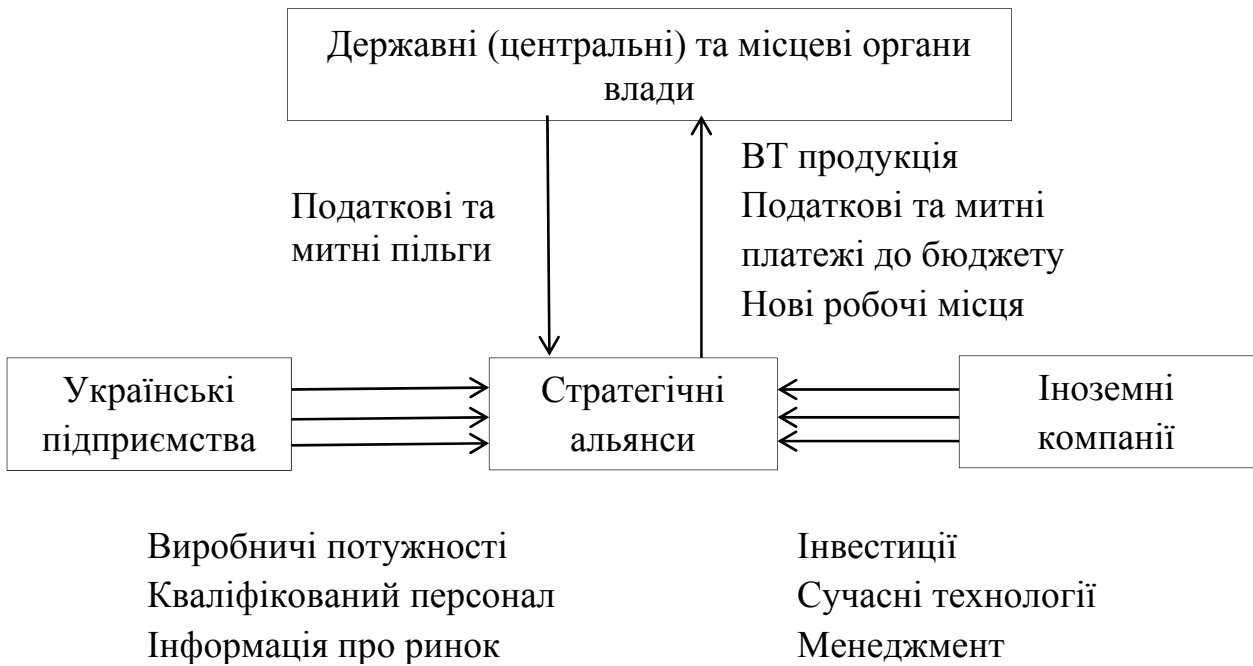 Державні (центральні) та місцеві органи
влади
Податкові та
митні пільги
ВТ продукція
Податкові та митні
платежі до бюджету
Нові робочі місця
Українські
підприємства
Стратегічні
альянси
Іноземні
компанії
Виробничі потужності
Кваліфікований персонал
Інформація про ринок
Інвестиції
Сучасні технології
Менеджмент